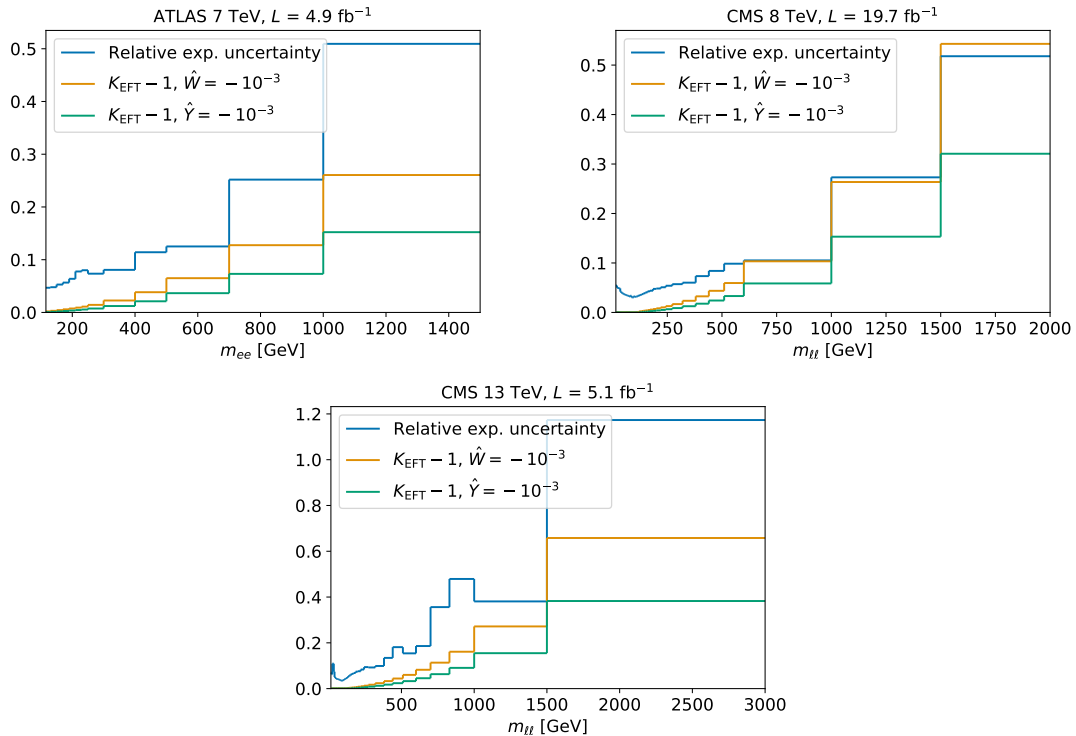 ATLAS 7 TeV, L = 4.9 fb⁻¹
Relative exp. uncertainty
K_EFT − 1, Ŵ = −10⁻³
K_EFT − 1, Ŷ = −10⁻³
0.5
0.4
0.3
0.2
0.1
0.0
200 400 600 800 1000 1200 1400
m_ee [GeV]
CMS 8 TeV, L = 19.7 fb⁻¹
Relative exp. uncertainty
K_EFT − 1, Ŵ = −10⁻³
K_EFT − 1, Ŷ = −10⁻³
0.5
0.4
0.3
0.2
0.1
0.0
250 500 750 1000 1250 1500 1750 2000
m_ℓℓ [GeV]
CMS 13 TeV, L = 5.1 fb⁻¹
Relative exp. uncertainty
K_EFT − 1, Ŵ = −10⁻³
K_EFT − 1, Ŷ = −10⁻³
1.2
1.0
0.8
0.6
0.4
0.2
0.0
500 1000 1500 2000 2500 3000
m_ℓℓ [GeV]